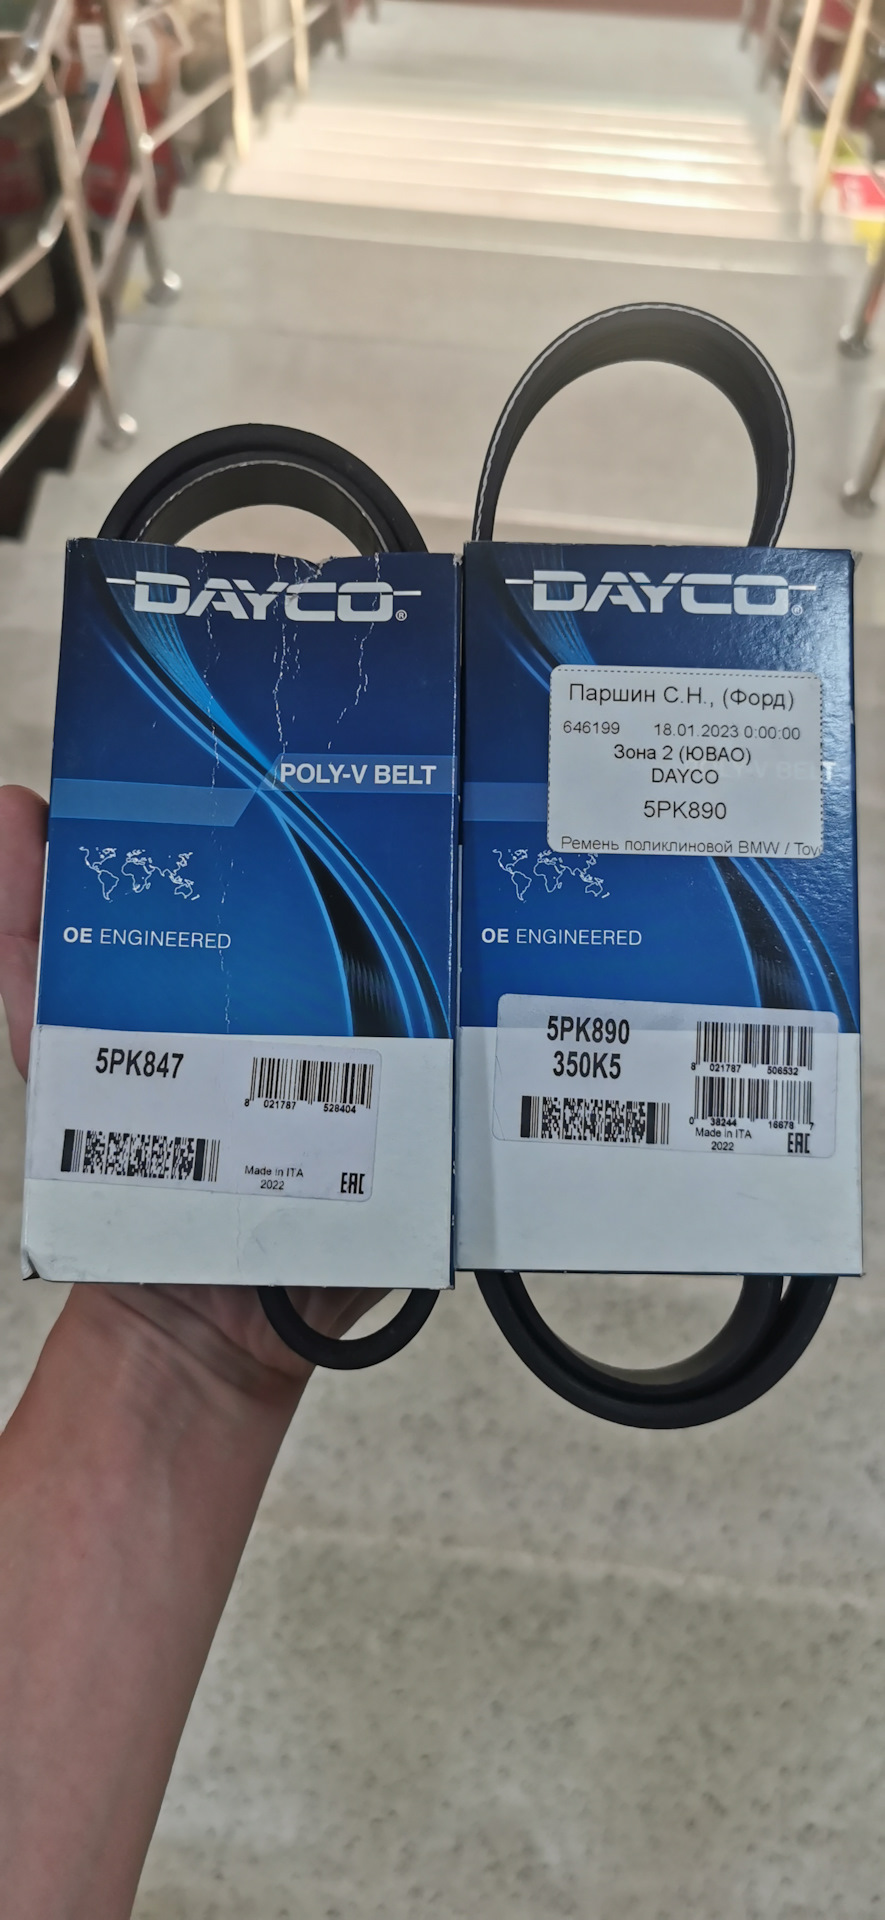 DAYCO®
POLY-V BELT
OE ENGINEERED
5PK847
8 021787 528404
Made in ITA
2022
EAC
DAYCO®
Паршин С.Н., (Форд)
646199 18.01.2023 0:00:00
Зона 2 (ЮВАО)
DAYCO
5PK890
Ремень поликлиновой BMW / Toy
BELT
OE ENGINEERED
5PK890
350K5
8 021787 506532
0 38244 16678 7
Made in ITA
2022
EAC